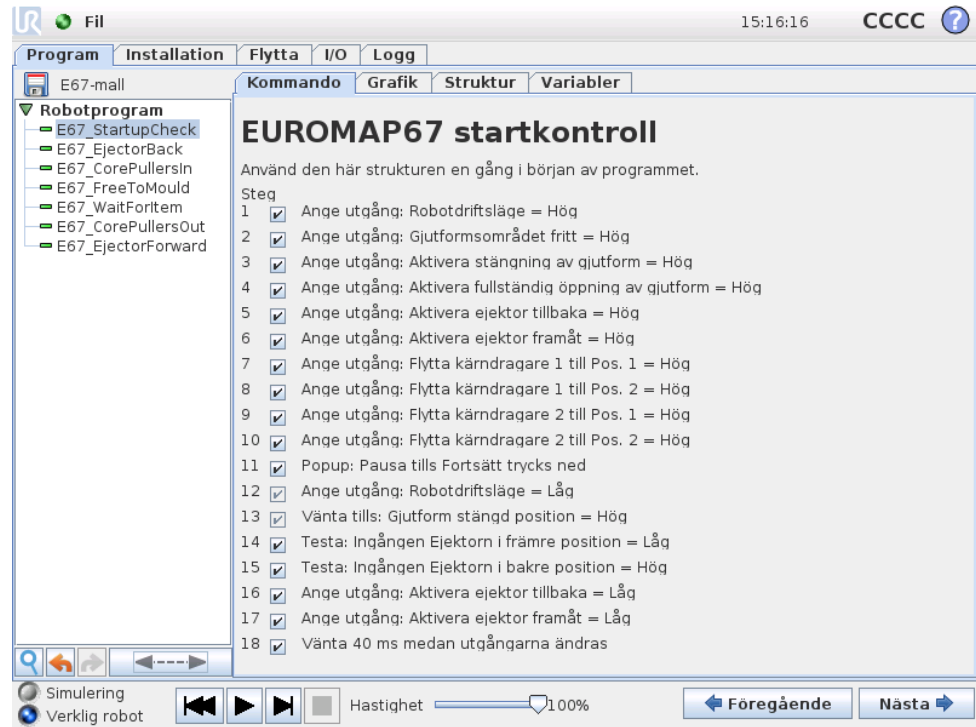 UR
Fil
15:16:16
CCCC
?
Program
Installation
Flytta
I/O
Logg
E67-mall
Robotprogram
E67_StartupCheck
E67_EjectorBack
E67_CorePullersIn
E67_FreeToMould
E67_WaitForItem
E67_CorePullersOut
E67_EjectorForward
Kommando
Grafik
Struktur
Variabler
EUROMAP67 startkontroll
Använd den här strukturen en gång i början av programmet.
Steg
1 Ange utgång: Robotdriftsläge = Hög
2 Ange utgång: Gjutformsområdet fritt = Hög
3 Ange utgång: Aktivera stängning av gjutform = Hög
4 Ange utgång: Aktivera fullständig öppning av gjutform = Hög
5 Ange utgång: Aktivera ejektor tillbaka = Hög
6 Ange utgång: Aktivera ejektor framåt = Hög
7 Ange utgång: Flytta kärndragare 1 till Pos. 1 = Hög
8 Ange utgång: Flytta kärndragare 1 till Pos. 2 = Hög
9 Ange utgång: Flytta kärndragare 2 till Pos. 1 = Hög
10 Ange utgång: Flytta kärndragare 2 till Pos. 2 = Hög
11 Popup: Pausa tills Fortsätt trycks ned
12 Ange utgång: Robotdriftsläge = Låg
13 Vänta tills: Gjutform stängd position = Hög
14 Testa: Ingången Ejektorn i främre position = Låg
15 Testa: Ingången Ejektorn i bakre position = Hög
16 Ange utgång: Aktivera ejektor tillbaka = Låg
17 Ange utgång: Aktivera ejektor framåt = Låg
18 Vänta 40 ms medan utgångarna ändras
Simulering
Verklig robot
Hastighet
100%
Föregående
Nästa